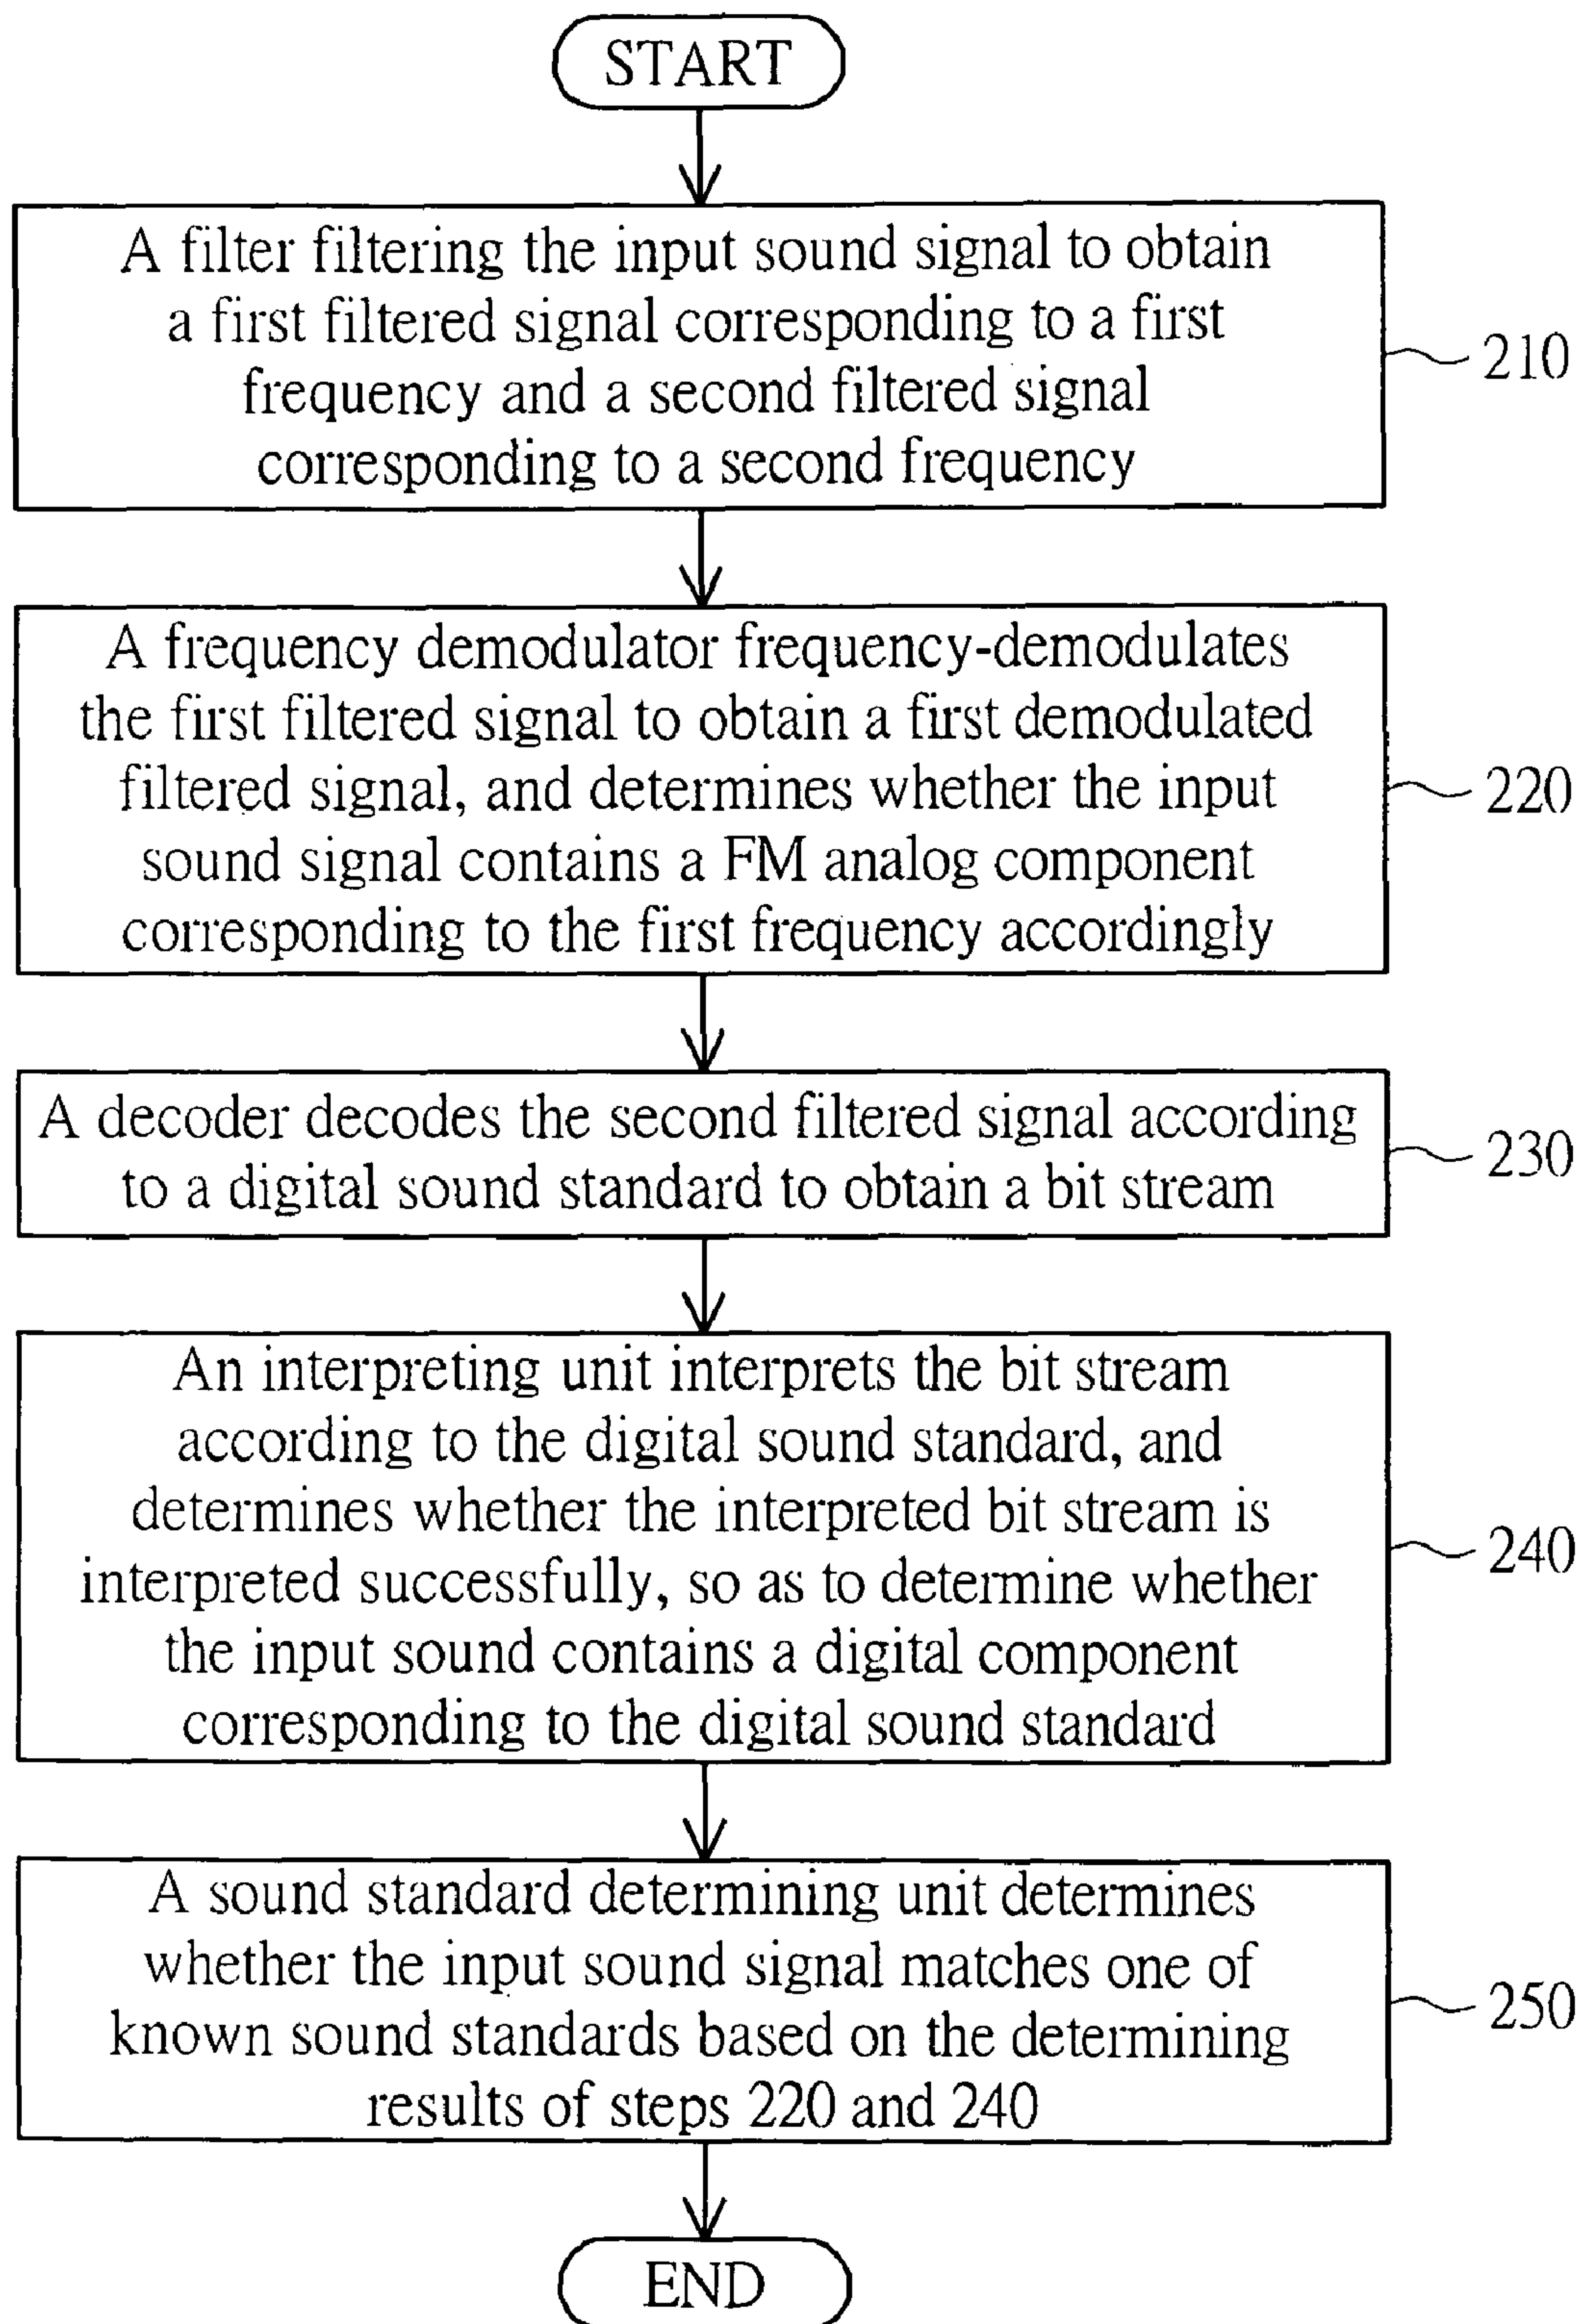 START
A filter filtering the input sound signal to obtain
a first filtered signal corresponding to a first
frequency and a second filtered signal
corresponding to a second frequency
210
A frequency demodulator frequency-demodulates
the first filtered signal to obtain a first demodulated
filtered signal, and determines whether the input
sound signal contains a FM analog component
corresponding to the first frequency accordingly
220
A decoder decodes the second filtered signal according
to a digital sound standard to obtain a bit stream
230
An interpreting unit interprets the bit stream
according to the digital sound standard, and
determines whether the interpreted bit stream is
interpreted successfully, so as to determine whether
the input sound contains a digital component
corresponding to the digital sound standard
240
A sound standard determining unit determines
whether the input sound signal matches one of
known sound standards based on the determining
results of steps 220 and 240
250
END